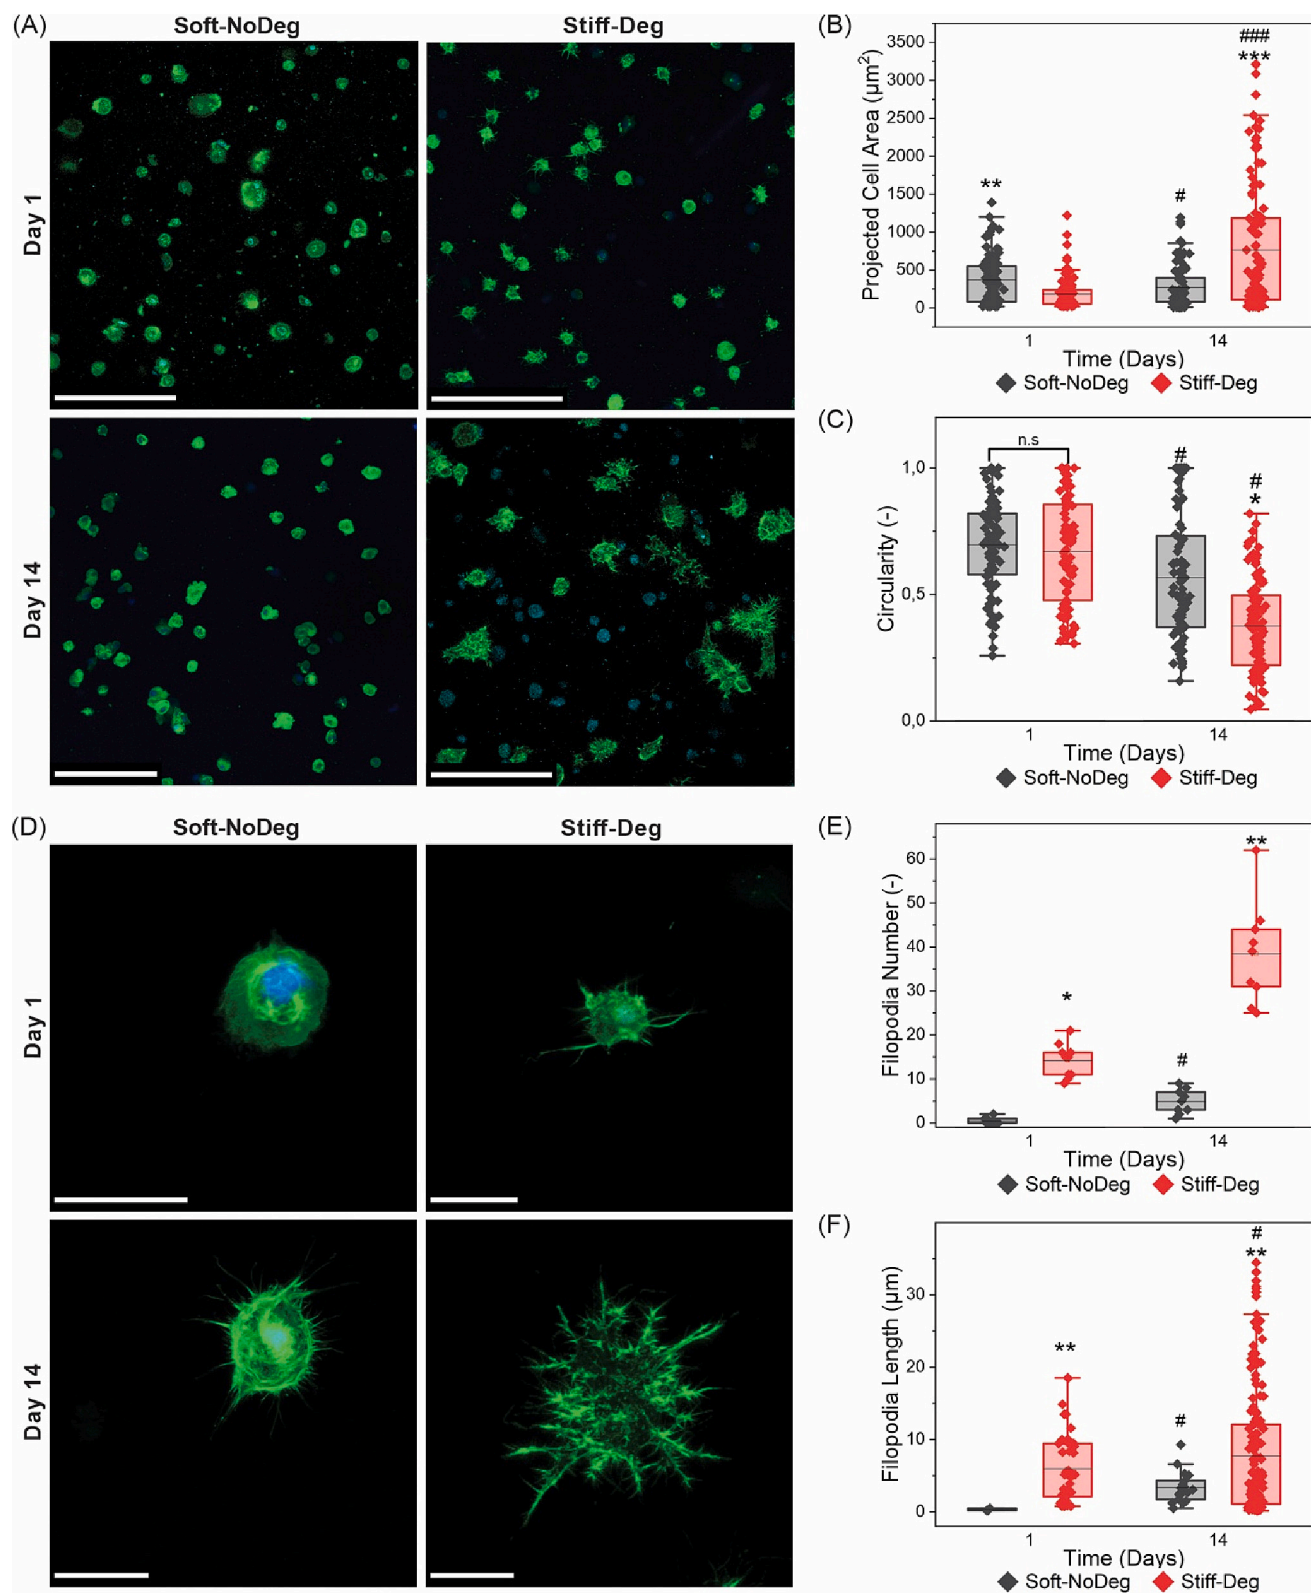 (A)
Soft-NoDeg
Stiff-Deg
Day 1
Day 14
(B)
###
***
**
#
3500
3000
2500
2000
1500
1000
500
0
Projected Cell Area (µm²)
1
14
Time (Days)
Soft-NoDeg
Stiff-Deg
(C)
n.s
#
#
*
1,0
0,5
0,0
Circularity (-)
1
14
Time (Days)
Soft-NoDeg
Stiff-Deg
(D)
Soft-NoDeg
Stiff-Deg
Day 1
Day 14
(E)
**
*
#
60
50
40
30
20
10
0
Filopodia Number (-)
1
14
Time (Days)
Soft-NoDeg
Stiff-Deg
(F)
#
**
**
#
30
20
10
0
Filopodia Length (µm)
1
14
Time (Days)
Soft-NoDeg
Stiff-Deg